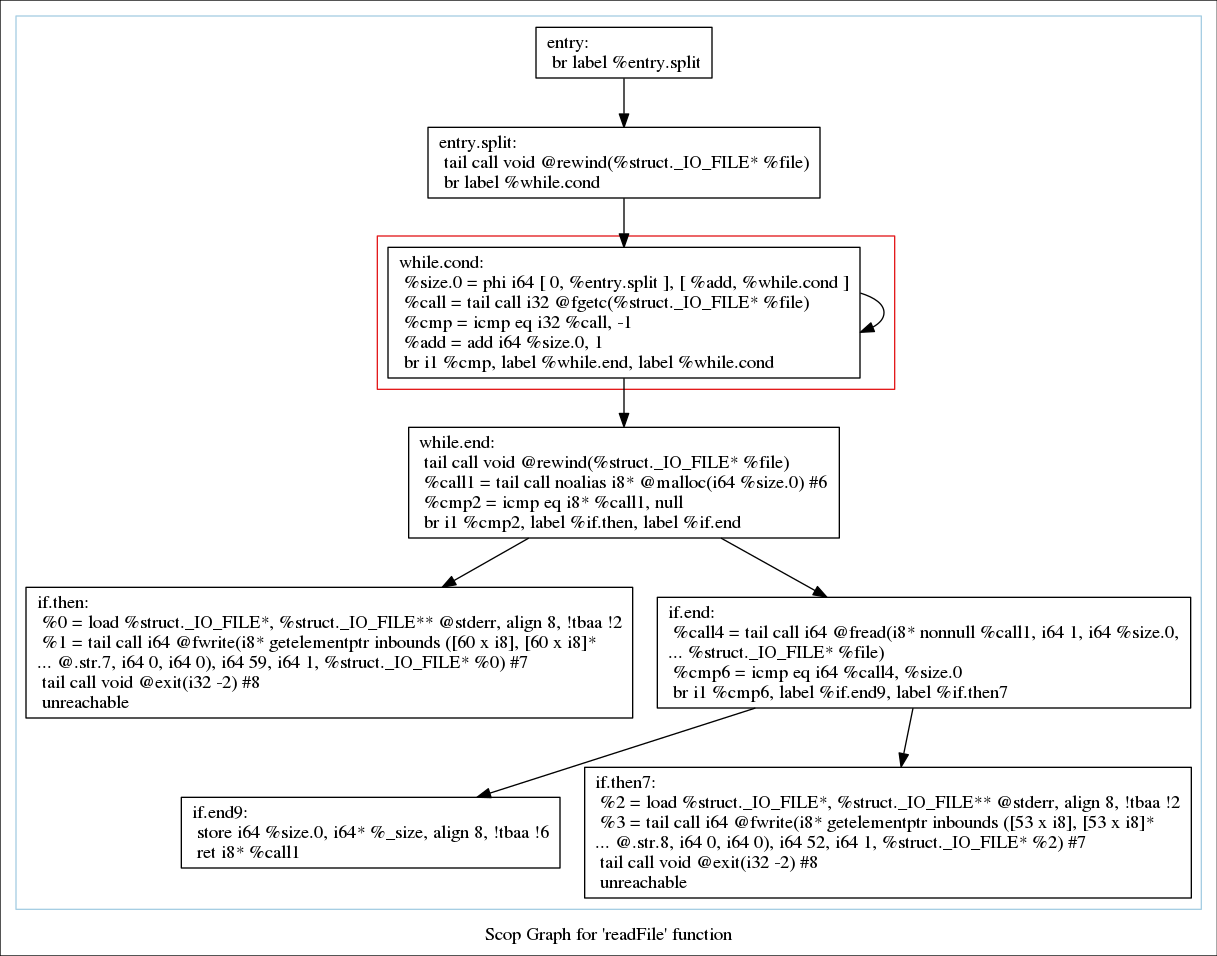 entry:
br label %entry.split
entry.split:
tail call void @rewind(%struct._IO_FILE* %file)
br label %while.cond
while.cond:
%size.0 = phi i64 [ 0, %entry.split ], [ %add, %while.cond ]
%call = tail call i32 @fgetc(%struct._IO_FILE* %file)
%cmp = icmp eq i32 %call, -1
%add = add i64 %size.0, 1
br i1 %cmp, label %while.end, label %while.cond
while.end:
tail call void @rewind(%struct._IO_FILE* %file)
%call1 = tail call noalias i8* @malloc(i64 %size.0) #6
%cmp2 = icmp eq i8* %call1, null
br i1 %cmp2, label %if.then, label %if.end
if.then:
%0 = load %struct._IO_FILE*, %struct._IO_FILE** @stderr, align 8, !tbaa !2
%1 = tail call i64 @fwrite(i8* getelementptr inbounds ([60 x i8], [60 x i8]*
... @.str.7, i64 0, i64 0), i64 59, i64 1, %struct._IO_FILE* %0) #7
tail call void @exit(i32 -2) #8
unreachable
if.end:
%call4 = tail call i64 @fread(i8* nonnull %call1, i64 1, i64 %size.0,
... %struct._IO_FILE* %file)
%cmp6 = icmp eq i64 %call4, %size.0
br i1 %cmp6, label %if.end9, label %if.then7
if.end9:
store i64 %size.0, i64* %_size, align 8, !tbaa !6
ret i8* %call1
if.then7:
%2 = load %struct._IO_FILE*, %struct._IO_FILE** @stderr, align 8, !tbaa !2
%3 = tail call i64 @fwrite(i8* getelementptr inbounds ([53 x i8], [53 x i8]*
... @.str.8, i64 0, i64 0), i64 52, i64 1, %struct._IO_FILE* %2) #7
tail call void @exit(i32 -2) #8
unreachable
Scop Graph for 'readFile' function